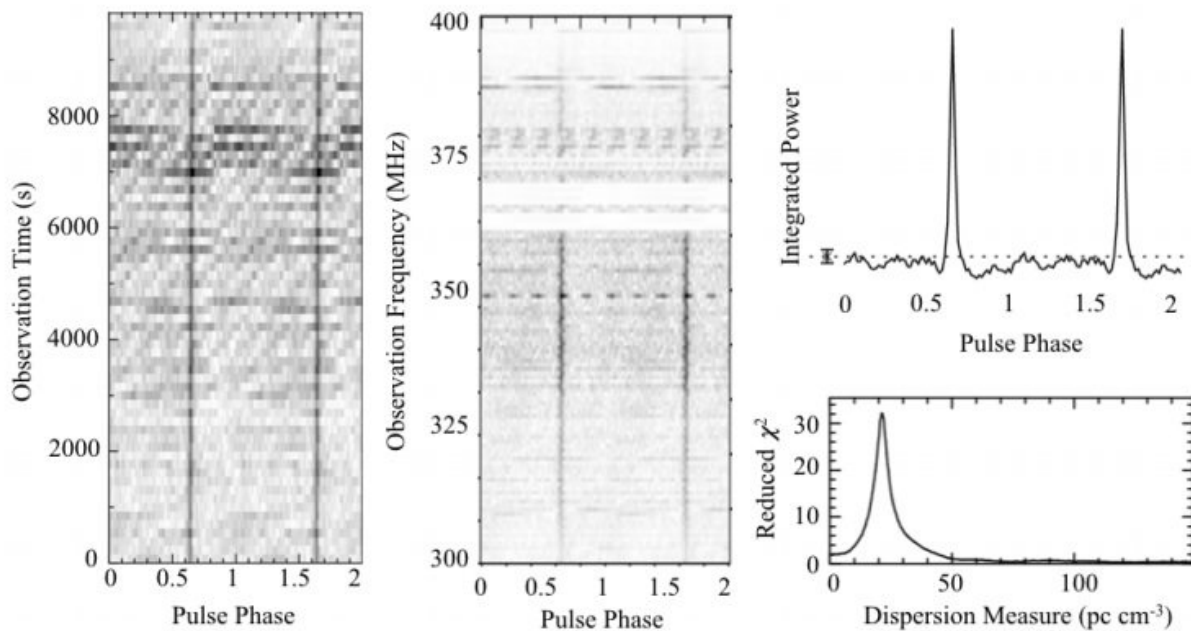 Observation Time (s)
8000
6000
4000
2000
0
0 0.5 1 1.5 2
Pulse Phase
Observation Frequency (MHz)
400
375
350
325
300
0 0.5 1 1.5 2
Pulse Phase
Integrated Power
0 0.5 1 1.5 2
Pulse Phase
Reduced χ²
30
20
10
0
0 50 100
Dispersion Measure (pc cm⁻³)